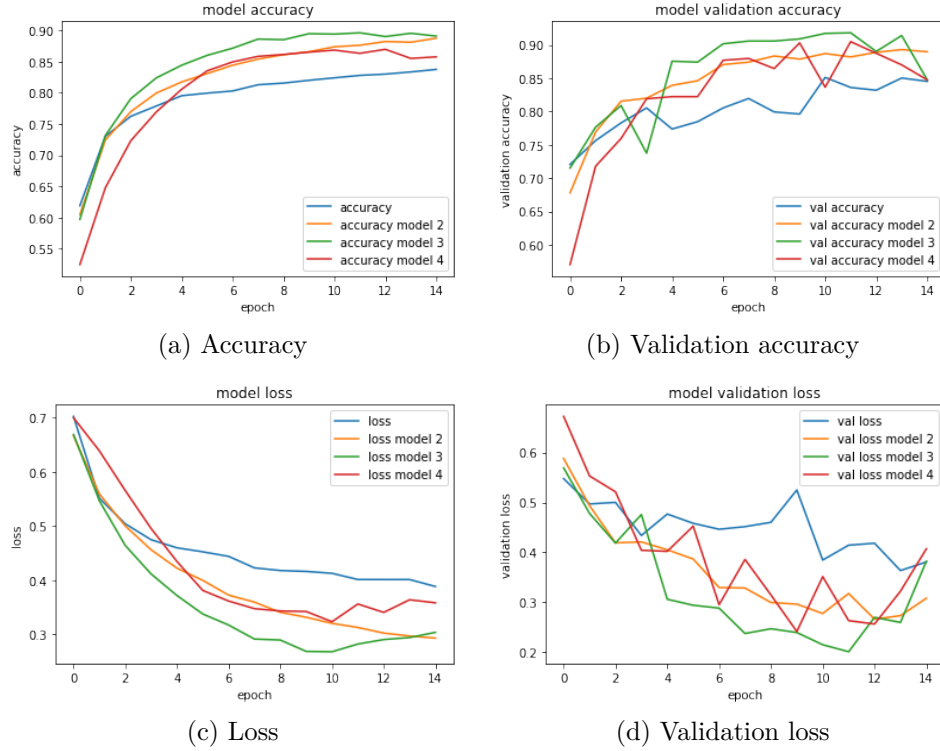 model accuracy
0.90
0.85
0.80
0.75
0.70
0.65
0.60
0.55
accuracy
accuracy
accuracy model 2
accuracy model 3
accuracy model 4
0 2 4 6 8 10 12 14
epoch
(a) Accuracy
model validation accuracy
0.90
0.85
0.80
0.75
0.70
0.65
0.60
validation accuracy
val accuracy
val accuracy model 2
val accuracy model 3
val accuracy model 4
0 2 4 6 8 10 12 14
epoch
(b) Validation accuracy
model loss
0.7
0.6
0.5
0.4
0.3
loss
loss
loss model 2
loss model 3
loss model 4
0 2 4 6 8 10 12 14
epoch
(c) Loss
model validation loss
0.6
0.5
0.4
0.3
0.2
validation loss
val loss
val loss model 2
val loss model 3
val loss model 4
0 2 4 6 8 10 12 14
epoch
(d) Validation loss